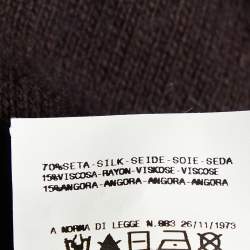 70%SETA-SILK-SEIDE-SOIE-SEDA
15%VISCOSA-RAYON-VISKOSE-VISCOSE
15%ANGORA-ANGORA-ANGORA-ANGORA
A NORMA DI LEGGE N.883 26/11/1973